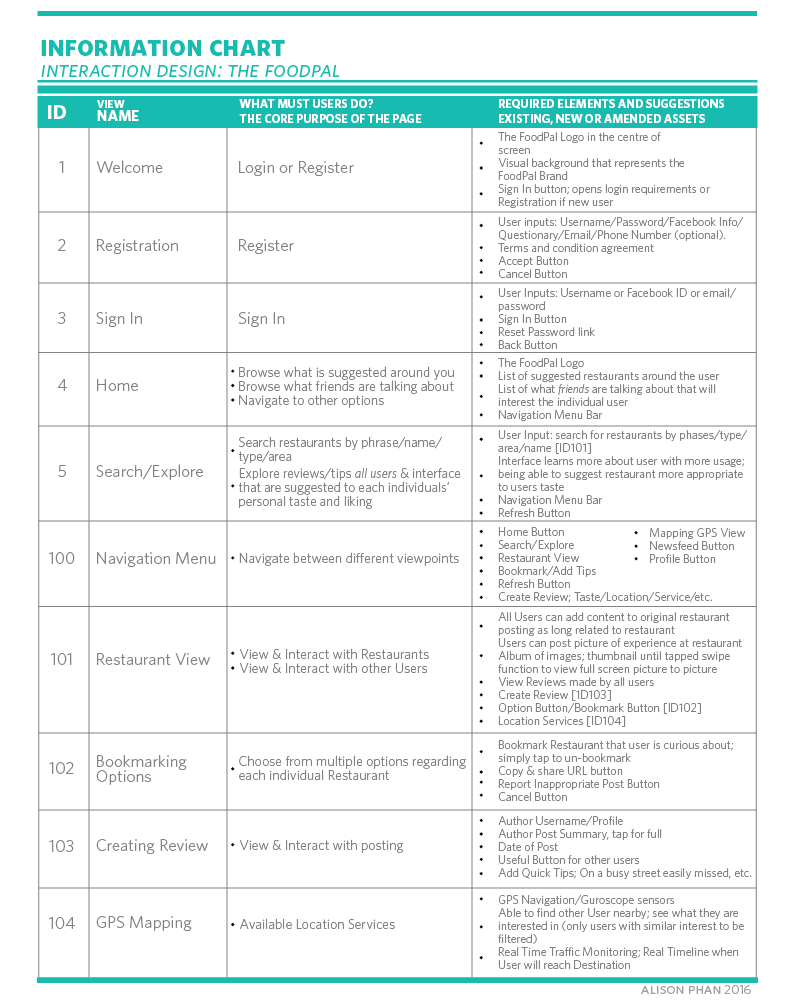 INFORMATION CHART
INTERACTION DESIGN: THE FOODPAL
ID
VIEW
NAME
WHAT MUST USERS DO?
THE CORE PURPOSE OF THE PAGE
REQUIRED ELEMENTS AND SUGGESTIONS
EXISTING, NEW OR AMENDED ASSETS
1
Welcome
Login or Register
The FoodPal Logo in the centre of
screen
Visual background that represents the
FoodPal Brand
Sign In button; opens login requirements or
Registration if new user
2
Registration
Register
User inputs: Username/Password/Facebook Info/
Questionary/Email/Phone Number (optional).
Terms and condition agreement
Accept Button
Cancel Button
3
Sign In
Sign In
User Inputs: Username or Facebook ID or email/
password
Sign In Button
Reset Password link
Back Button
4
Home
Browse what is suggested around you
Browse what friends are talking about
Navigate to other options
The FoodPal Logo
List of suggested restaurants around the user
List of what friends are talking about that will
interest the individual user
Navigation Menu Bar
5
Search/Explore
Search restaurants by phrase/name/
type/area
Explore reviews/tips all users & interface
that are suggested to each individuals'
personal taste and liking
User Input: search for restaurants by phases/type/
area/name [ID101]
Interface learns more about user with more usage;
being able to suggest restaurant more appropriate
to users taste
Navigation Menu Bar
Refresh Button
100
Navigation Menu
Navigate between different viewpoints
Home Button
Search/Explore
Restaurant View
Bookmark/Add Tips
Refresh Button
Create Review; Taste/Location/Service/etc.
Mapping GPS View
Newsfeed Button
Profile Button
101
Restaurant View
View & Interact with Restaurants
View & Interact with other Users
All Users can add content to original restaurant
posting as long related to restaurant
Users can post picture of experience at restaurant
Album of images; thumbnail until tapped swipe
function to view full screen picture to picture
View Reviews made by all users
Create Review [1D103]
Option Button/Bookmark Button [ID102]
Location Services [ID104]
102
Bookmarking
Options
Choose from multiple options regarding
each individual Restaurant
Bookmark Restaurant that user is curious about;
simply tap to un-bookmark
Copy & share URL button
Report Inappropriate Post Button
Cancel Button
103
Creating Review
View & Interact with posting
Author Username/Profile
Author Post Summary, tap for full
Date of Post
Useful Button for other users
Add Quick Tips; On a busy street easily missed, etc.
104
GPS Mapping
Available Location Services
GPS Navigation/Guroscope sensors
Able to find other User nearby; see what they are
interested in (only users with similar interest to be
filtered)
Real Time Traffic Monitoring; Real Timeline when
User will reach Destination
ALISON PHAN 2016